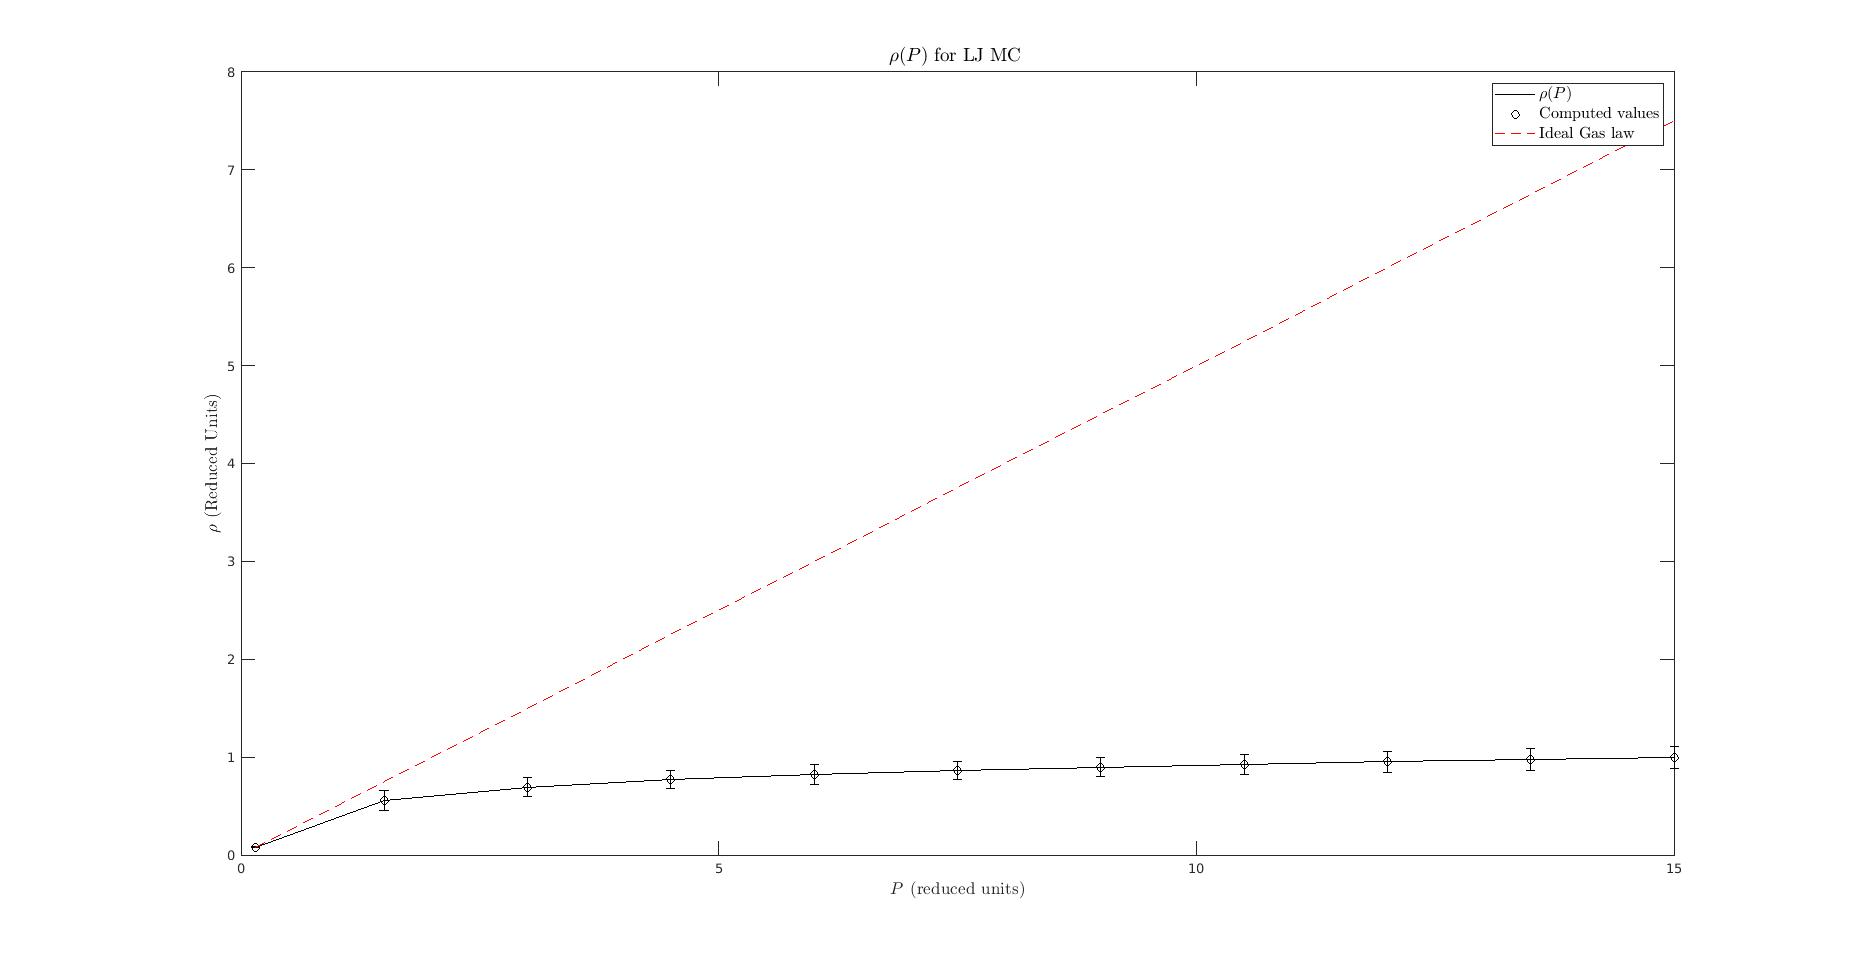 ρ(P) for LJ MC
8
7
6
5
4
3
2
1
0
ρ (Reduced Units)
ρ(P)
Computed values
Ideal Gas law
0 5 10 15
P (reduced units)